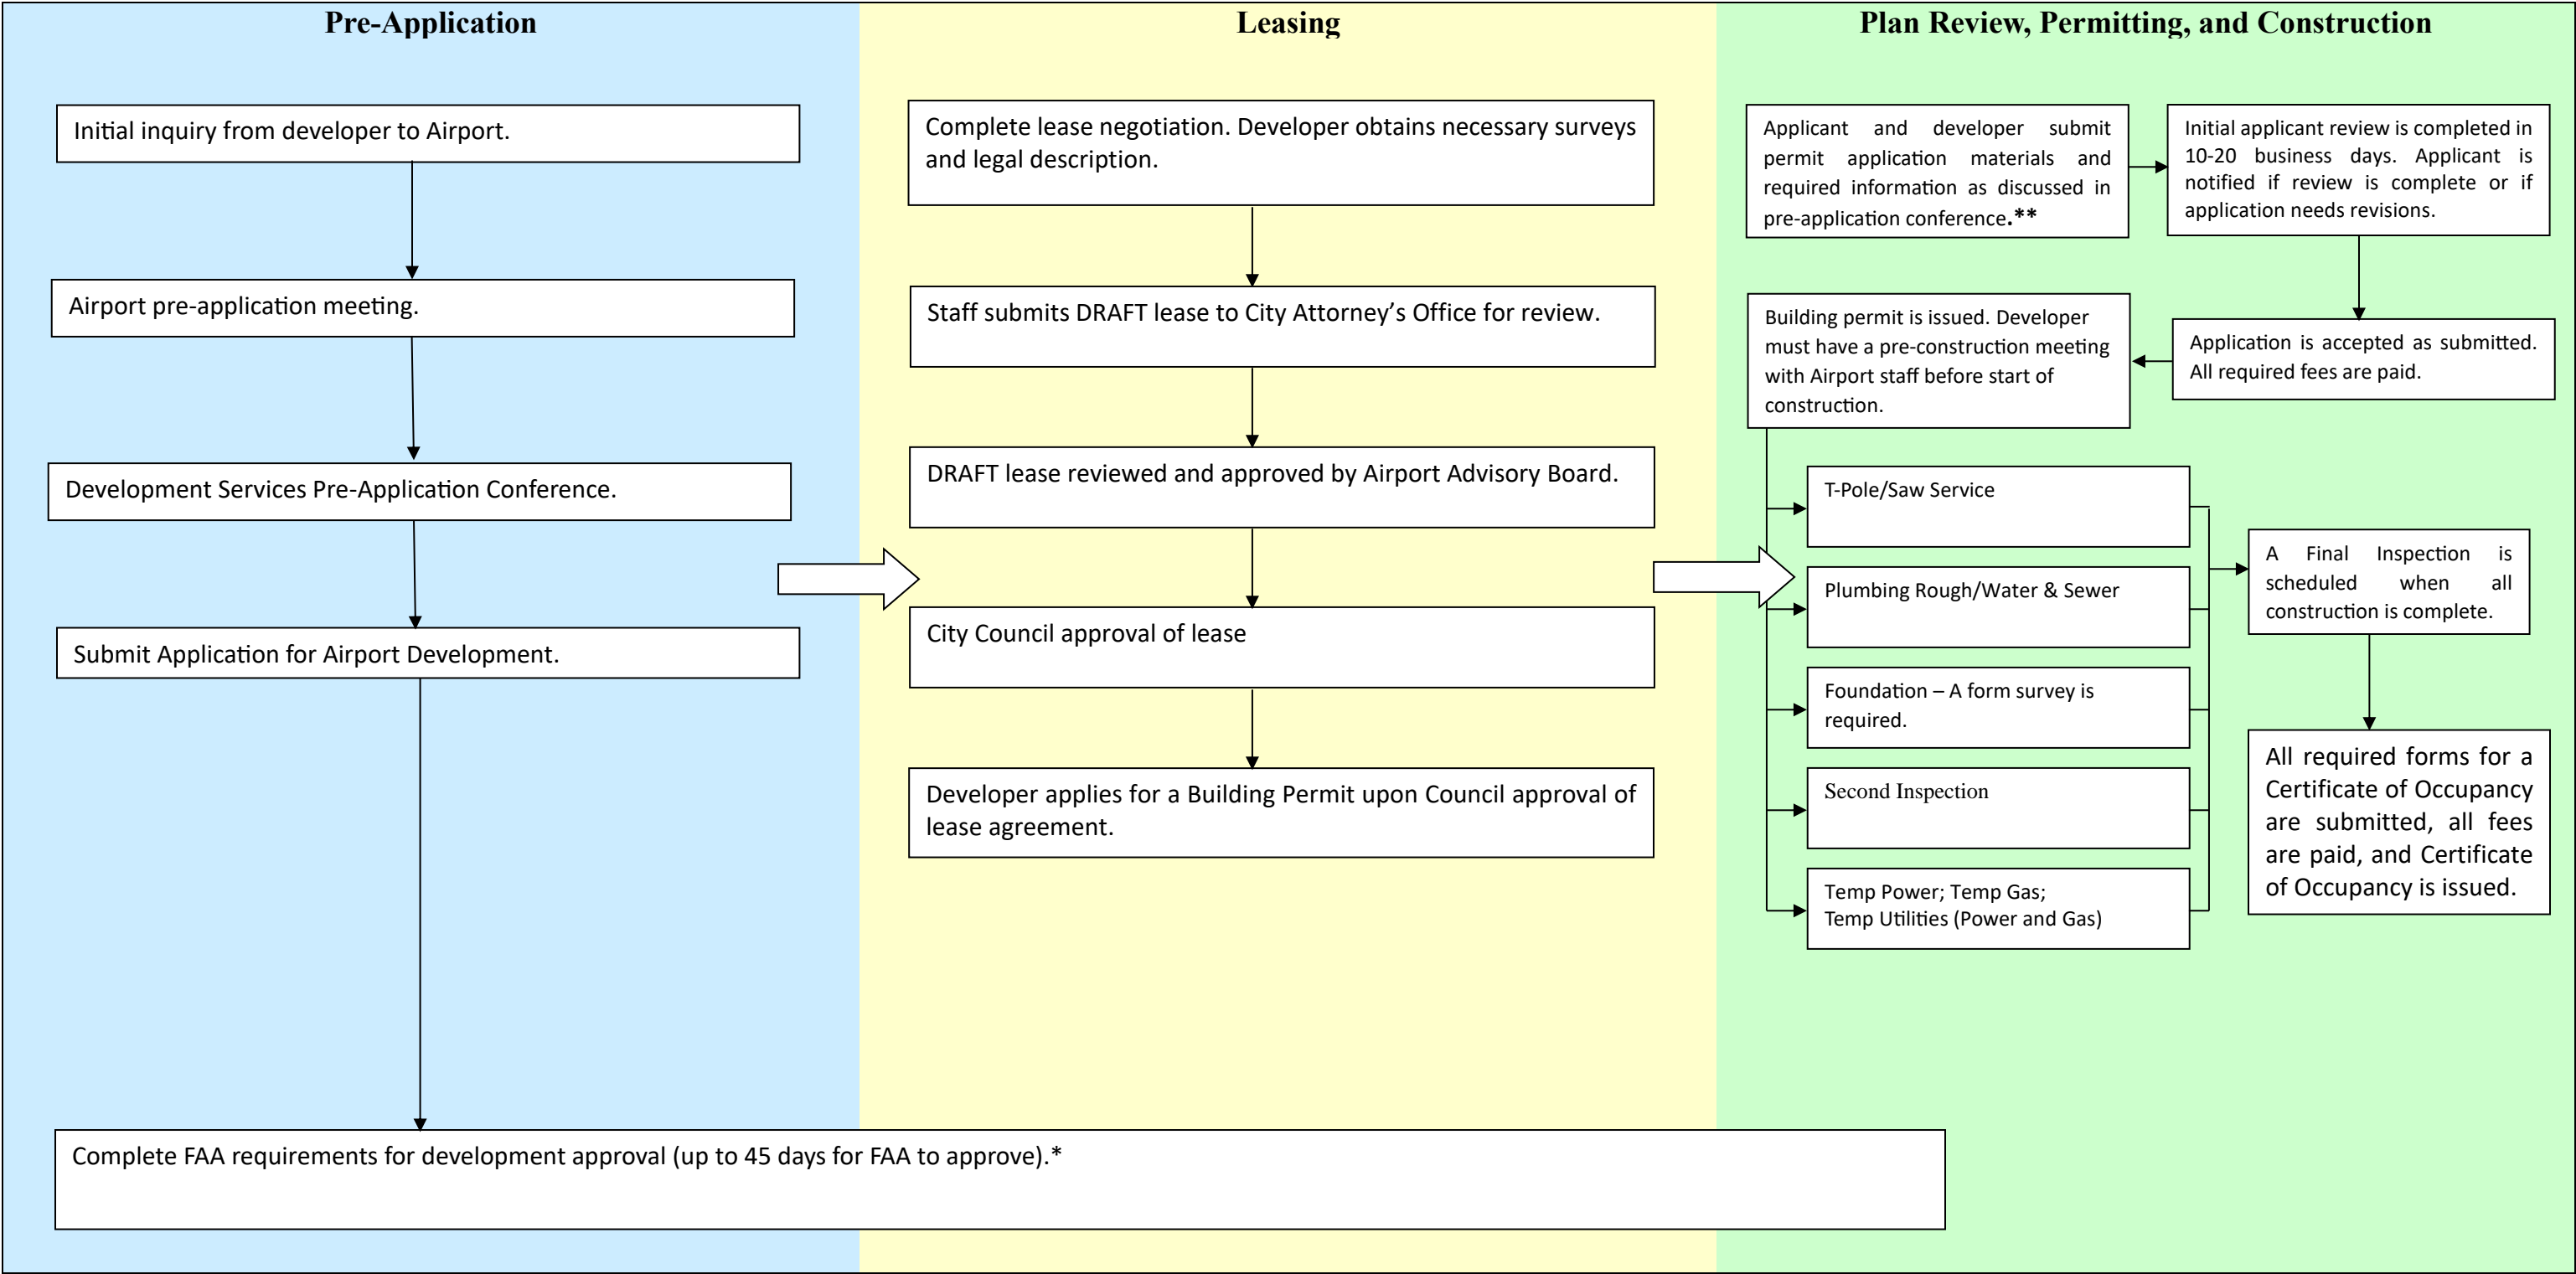 Pre-Application
Initial inquiry from developer to Airport.
Airport pre-application meeting.
Development Services Pre-Application Conference.
Submit Application for Airport Development.
Complete FAA requirements for development approval (up to 45 days for FAA to approve).*
Leasing
Complete lease negotiation. Developer obtains necessary surveys
and legal description.
Staff submits DRAFT lease to City Attorney’s Office for review.
DRAFT lease reviewed and approved by Airport Advisory Board.
City Council approval of lease
Developer applies for a Building Permit upon Council approval of
lease agreement.
Plan Review, Permitting, and Construction
Applicant and developer submit
permit application materials and
required information as discussed in
pre-application conference.**
Initial applicant review is completed in
10-20 business days. Applicant is
notified if review is complete or if
application needs revisions.
Application is accepted as submitted.
All required fees are paid.
Building permit is issued. Developer
must have a pre-construction meeting
with Airport staff before start of
construction.
T-Pole/Saw Service
Plumbing Rough/Water & Sewer
Foundation – A form survey is
required.
Second Inspection
Temp Power; Temp Gas;
Temp Utilities (Power and Gas)
A Final Inspection is
scheduled when all
construction is complete.
All required forms for a
Certificate of Occupancy
are submitted, all fees
are paid, and Certificate
of Occupancy is issued.